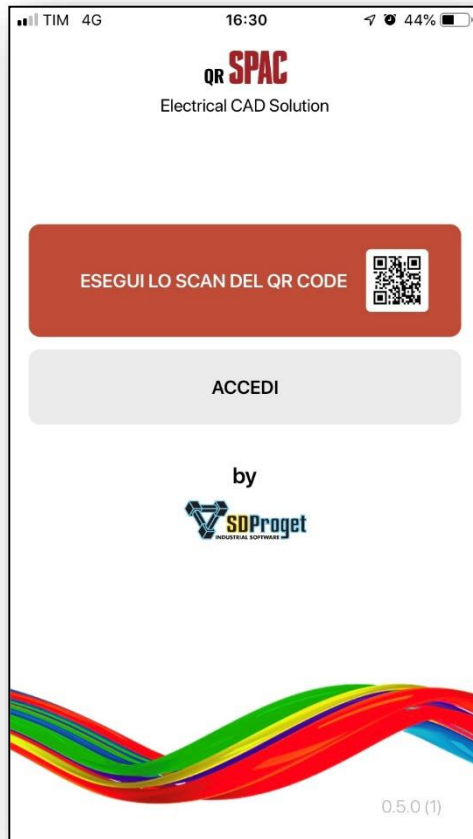 TIM 4G 16:30 44%
QR SPAC
Electrical CAD Solution
ESEGUI LO SCAN DEL QR CODE
ACCEDI
by
SDProget
INDUSTRIAL SOFTWARE
0.5.0 (1)